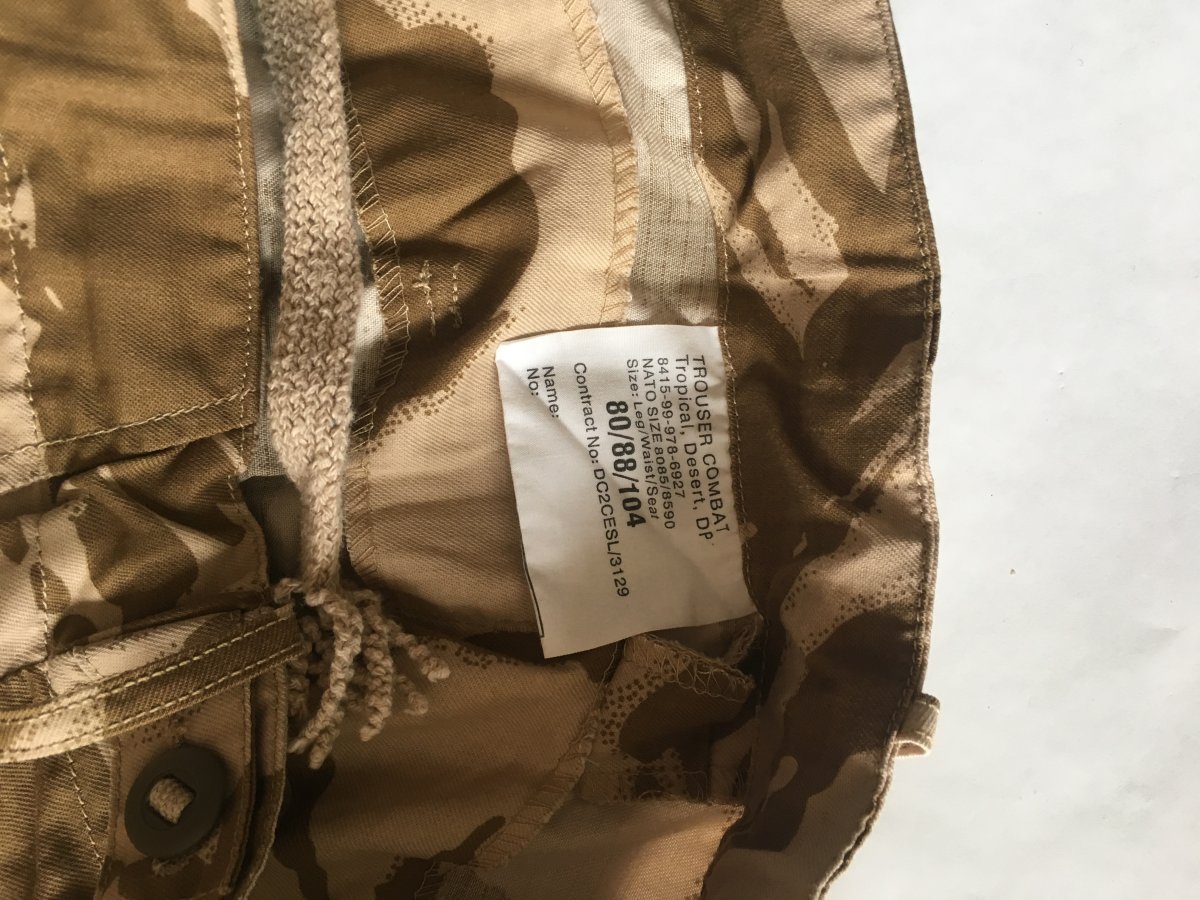 TROUSER COMBAT
Tropical, Desert, DP
8415-99-978-6927
NATO SIZE 8085/8590
Size: Leg/Waist/Seat
80/88/104
Contract No: DC2CESL/3129
Name:
No: